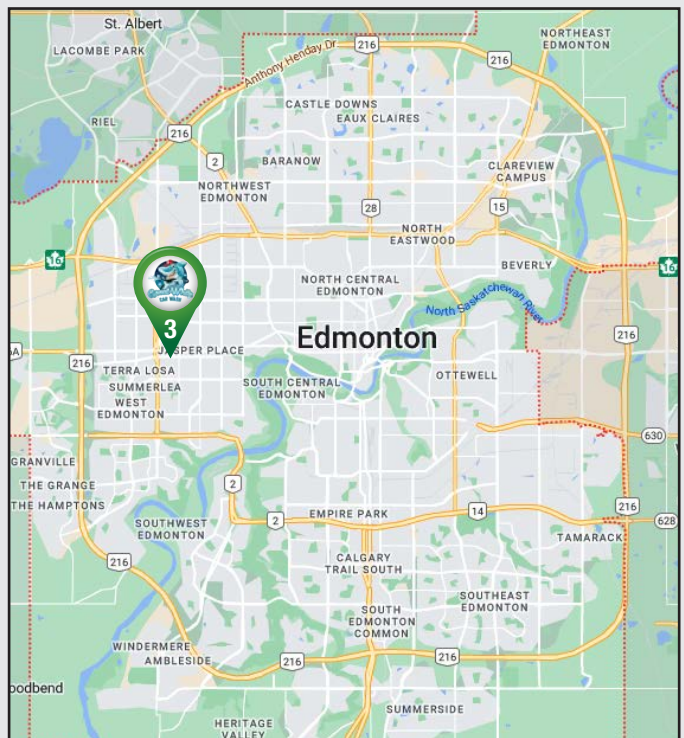 St. Albert
LACOMBE PARK
NORTHEAST
EDMONTON
216
Anthony Henday Dr
216
CASTLE DOWNS
EAUX CLAIRES
RIEL
216
2
BARANOW
CLAREVIEW
CAMPUS
NORTHWEST
EDMONTON
28
15
NORTH
EASTWOOD
16
BEVERLY
16
NORTH CENTRAL
EDMONTON
CAR WASH
North Saskatchewan River
3
Edmonton
216
JASPER PLACE
6A
216
TERRA LOSA
SUMMERLEA
SOUTH CENTRAL
EDMONTON
OTTEWELL
WEST
EDMONTON
630
GRANVILLE
THE GRANGE
THE HAMPTONS
2
216
EMPIRE PARK
14
2
628
SOUTHWEST
EDMONTON
TAMARACK
216
CALGARY
TRAIL SOUTH
SOUTHEAST
EDMONTON
SOUTH
EDMONTON
COMMON
WINDERMERE
AMBLESIDE
216
216
oodbend
SUMMERSIDE
HERITAGE
VALLEY